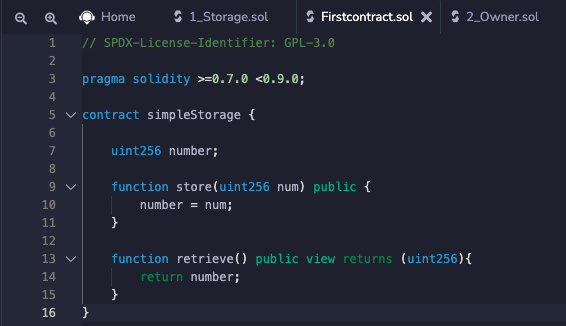 Home 1_Storage.sol Firstcontract.sol 2_Owner.sol
1 // SPDX-License-Identifier: GPL-3.0
2
3 pragma solidity >=0.7.0 <0.9.0;
4
5 contract simpleStorage {
6
7     uint256 number;
8
9     function store(uint256 num) public {
10         number = num;
11     }
12
13     function retrieve() public view returns (uint256){
14         return number;
15     }
16 }